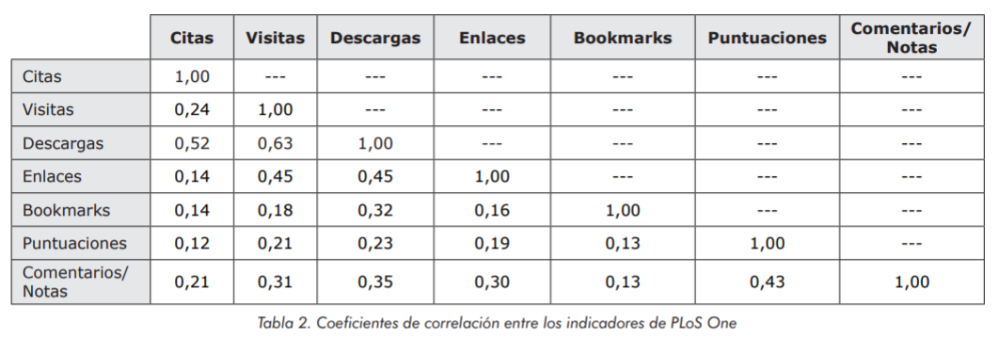 Citas Visitas Descargas Enlaces Bookmarks Puntuaciones Comentarios/
Notas
Citas 1,00 --- --- --- --- --- ---
Visitas 0,24 1,00 --- --- --- --- ---
Descargas 0,52 0,63 1,00 --- --- --- ---
Enlaces 0,14 0,45 0,45 1,00 --- --- ---
Bookmarks 0,14 0,18 0,32 0,16 1,00 --- ---
Puntuaciones 0,12 0,21 0,23 0,19 0,13 1,00 ---
Comentarios/
Notas 0,21 0,31 0,35 0,30 0,13 0,43 1,00
Tabla 2. Coeficientes de correlación entre los indicadores de PLoS One